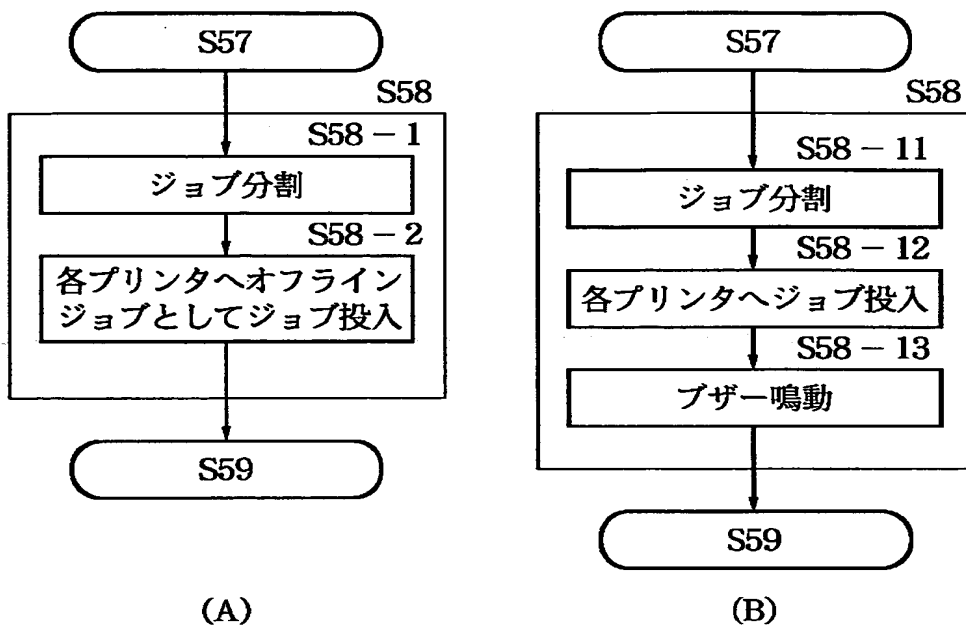 S57
S58
S58-1
ジョブ分割
S58-2
各プリンタへオフライン
ジョブとしてジョブ投入
S59
(A)
S57
S58
S58-11
ジョブ分割
S58-12
各プリンタへジョブ投入
S58-13
ブザー鳴動
S59
(B)